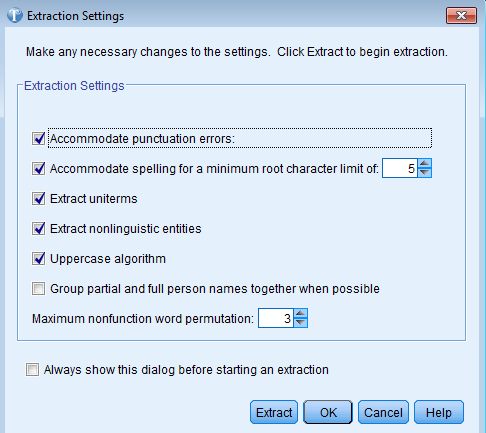 Extraction Settings
Make any necessary changes to the settings. Click Extract to begin extraction.
Extraction Settings
Accommodate punctuation errors:
Accommodate spelling for a minimum root character limit of: 5
Extract uniterms
Extract nonlinguistic entities
Uppercase algorithm
Group partial and full person names together when possible
Maximum nonfunction word permutation: 3
Always show this dialog before starting an extraction
Extract OK Cancel Help